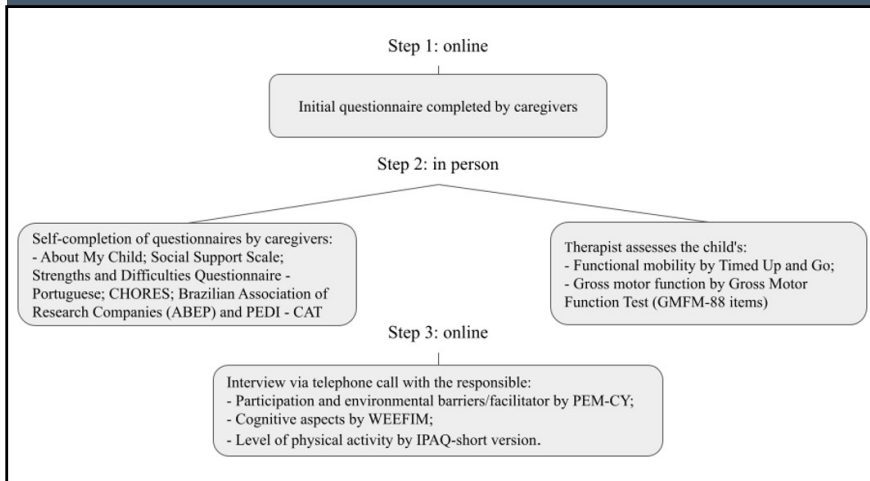 Step 1: online
Initial questionnaire completed by caregivers
Step 2: in person
Self-completion of questionnaires by caregivers:
- About My Child; Social Support Scale;
Strengths and Difficulties Questionnaire -
Portuguese; CHORES; Brazilian Association of
Research Companies (ABEP) and PEDI - CAT
Therapist assesses the child's:
- Functional mobility by Timed Up and Go;
- Gross motor function by Gross Motor
Function Test (GMFM-88 items)
Step 3: online
Interview via telephone call with the responsible:
- Participation and environmental barriers/facilitator by PEM-CY;
- Cognitive aspects by WEEFIM;
- Level of physical activity by IPAQ-short version.